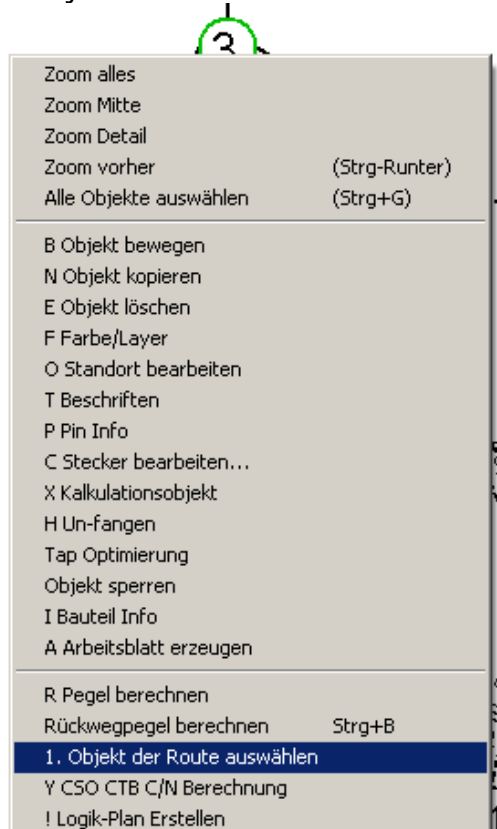 3
Zoom alles
Zoom Mitte
Zoom Detail
Zoom vorher (Strg-Runter)
Alle Objekte auswählen (Strg+G)
B Objekt bewegen
N Objekt kopieren
E Objekt löschen
F Farbe/Layer
O Standort bearbeiten
T Beschriften
P Pin Info
C Stecker bearbeiten...
X Kalkulationsobjekt
H Un-fangen
Tap Optimierung
Objekt sperren
I Bauteil Info
A Arbeitsblatt erzeugen
R Pegel berechnen
Rückwegpegel berechnen Strg+B
1. Objekt der Route auswählen
Y CSO CTB C/N Berechnung
! Logik-Plan Erstellen